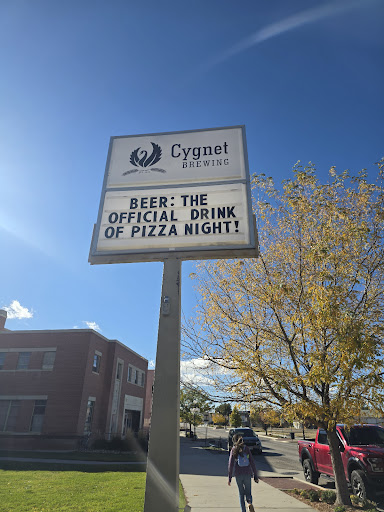 Cygnet
BREWING
BEER: THE
OFFICIAL DRINK
OF PIZZA NIGHT!